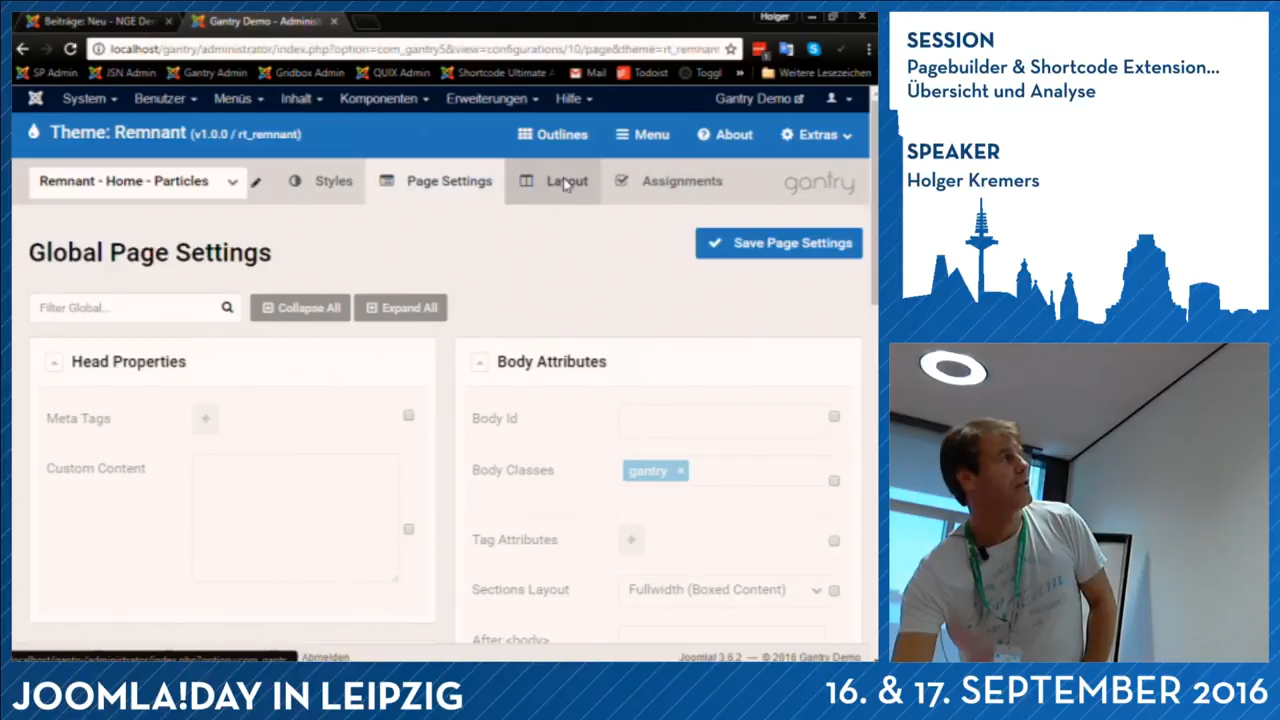 Beiträge: Neu - NGE De
Gantry Demo - Administ
Holger
localhost/gantry/administrator/index.php?option=com_gantry5&view=configurations/10/page&theme=rt_remnant
SP Admin
JSN Admin
Gantry Admin
Gridbox Admin
QUIX Admin
Shortcode Ultimate
Mail
Todoist
Toggl
»
Weitere Lesezeichen
System
Benutzer
Menüs
Inhalt
Komponenten
Erweiterungen
Hilfe
Gantry Demo
Theme: Remnant (v1.0.0 / rt_remnant)
Outlines
Menu
About
Extras
Remnant - Home - Particles
Styles
Page Settings
Layout
Assignments
gantry
Global Page Settings
Save Page Settings
Filter Global...
Collapse All
Expand All
Head Properties
Meta Tags
Custom Content
Body Attributes
Body Id
Body Classes
gantry ×
Tag Attributes
Sections Layout
Fullwidth (Boxed Content)
After <body>
Abmelden
Joomla! 3.6.2 — © 2016 Gantry Demo
SESSION
Pagebuilder & Shortcode Extension...
Übersicht und Analyse
SPEAKER
Holger Kremers
JOOMLA!DAY IN LEIPZIG
16. & 17. SEPTEMBER 2016